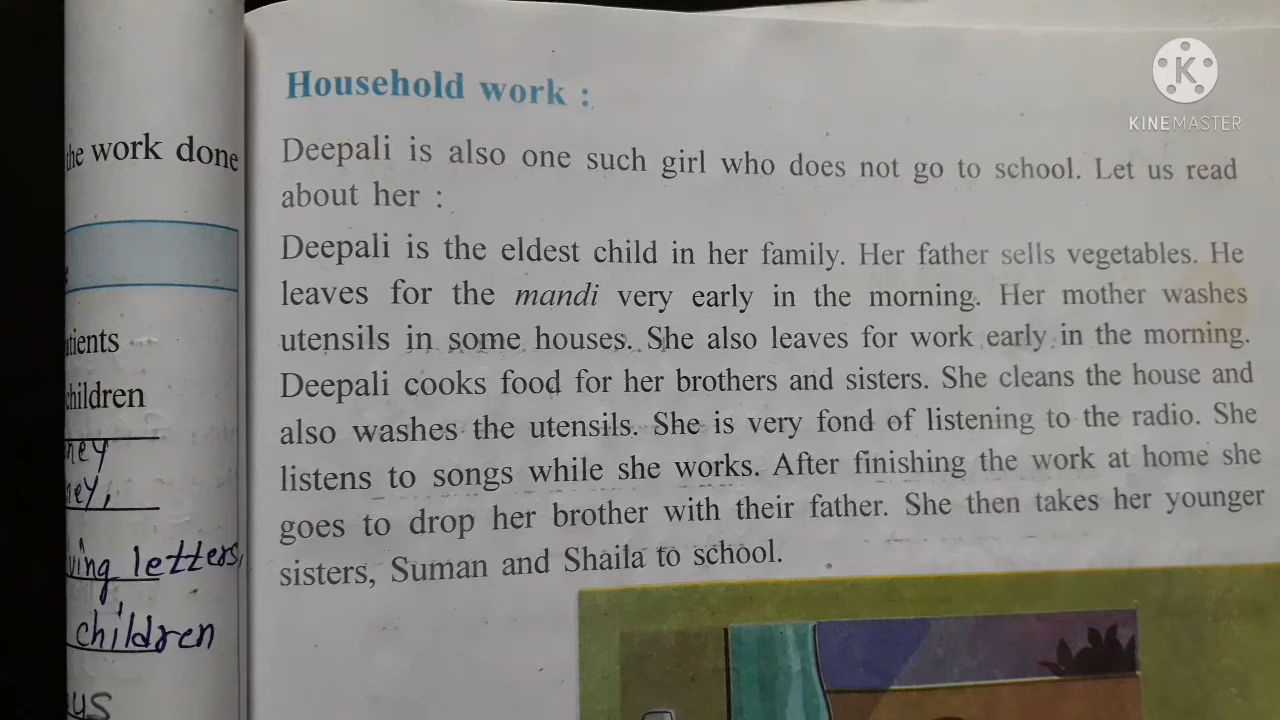 the work done
children
letters,
children
Household work :
Deepali is also one such girl who does not go to school. Let us read
about her :
Deepali is the eldest child in her family. Her father sells vegetables. He
leaves for the mandi very early in the morning. Her mother washes
utensils in some houses. She also leaves for work early in the morning.
Deepali cooks food for her brothers and sisters. She cleans the house and
also washes the utensils. She is very fond of listening to the radio. She
listens to songs while she works. After finishing the work at home she
goes to drop her brother with their father. She then takes her younger
sisters, Suman and Shaila to school.
K
KINEMASTER